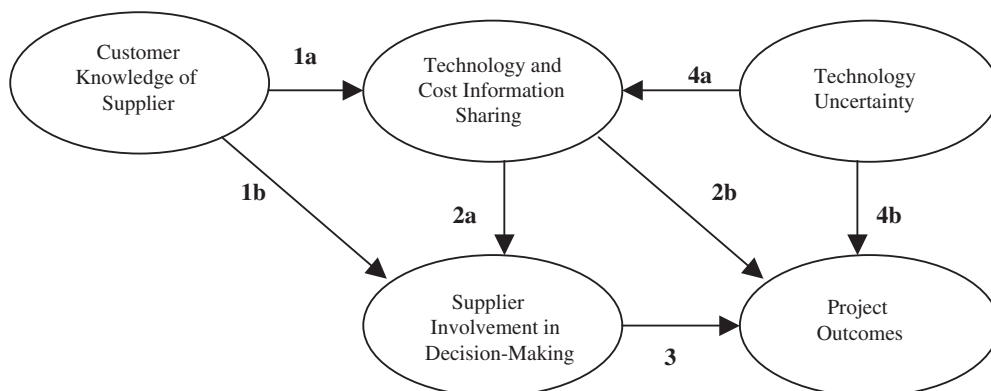 Customer
Knowledge of
Supplier
1a
Technology and
Cost Information
Sharing
4a
Technology
Uncertainty
1b
2a
2b
4b
Supplier
Involvement in
Decision-Making
3
Project
Outcomes